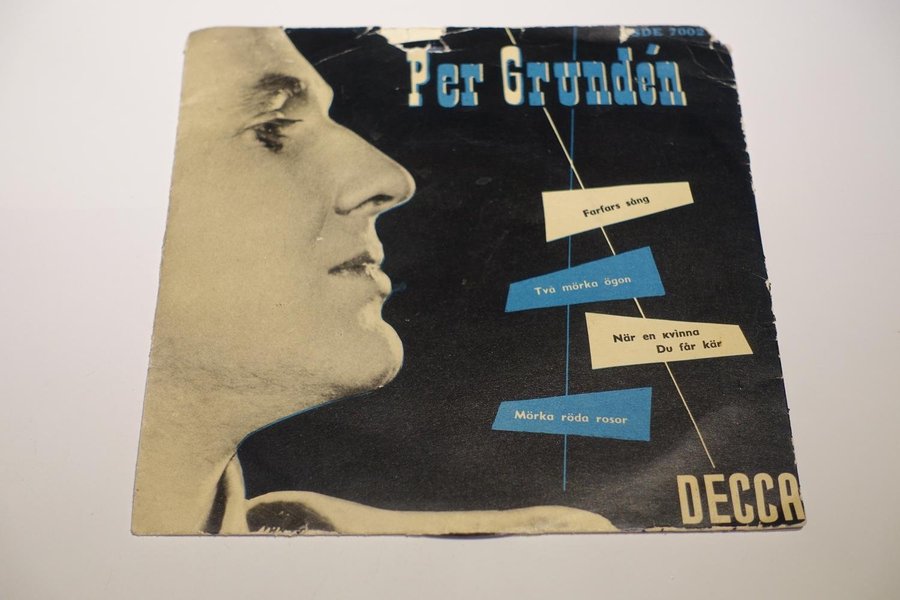 SDE 7002
Per Grundén
Farfars sång
Två mörka ögon
När en kvinna
Du får kär
Mörka röda rosor
DECCA